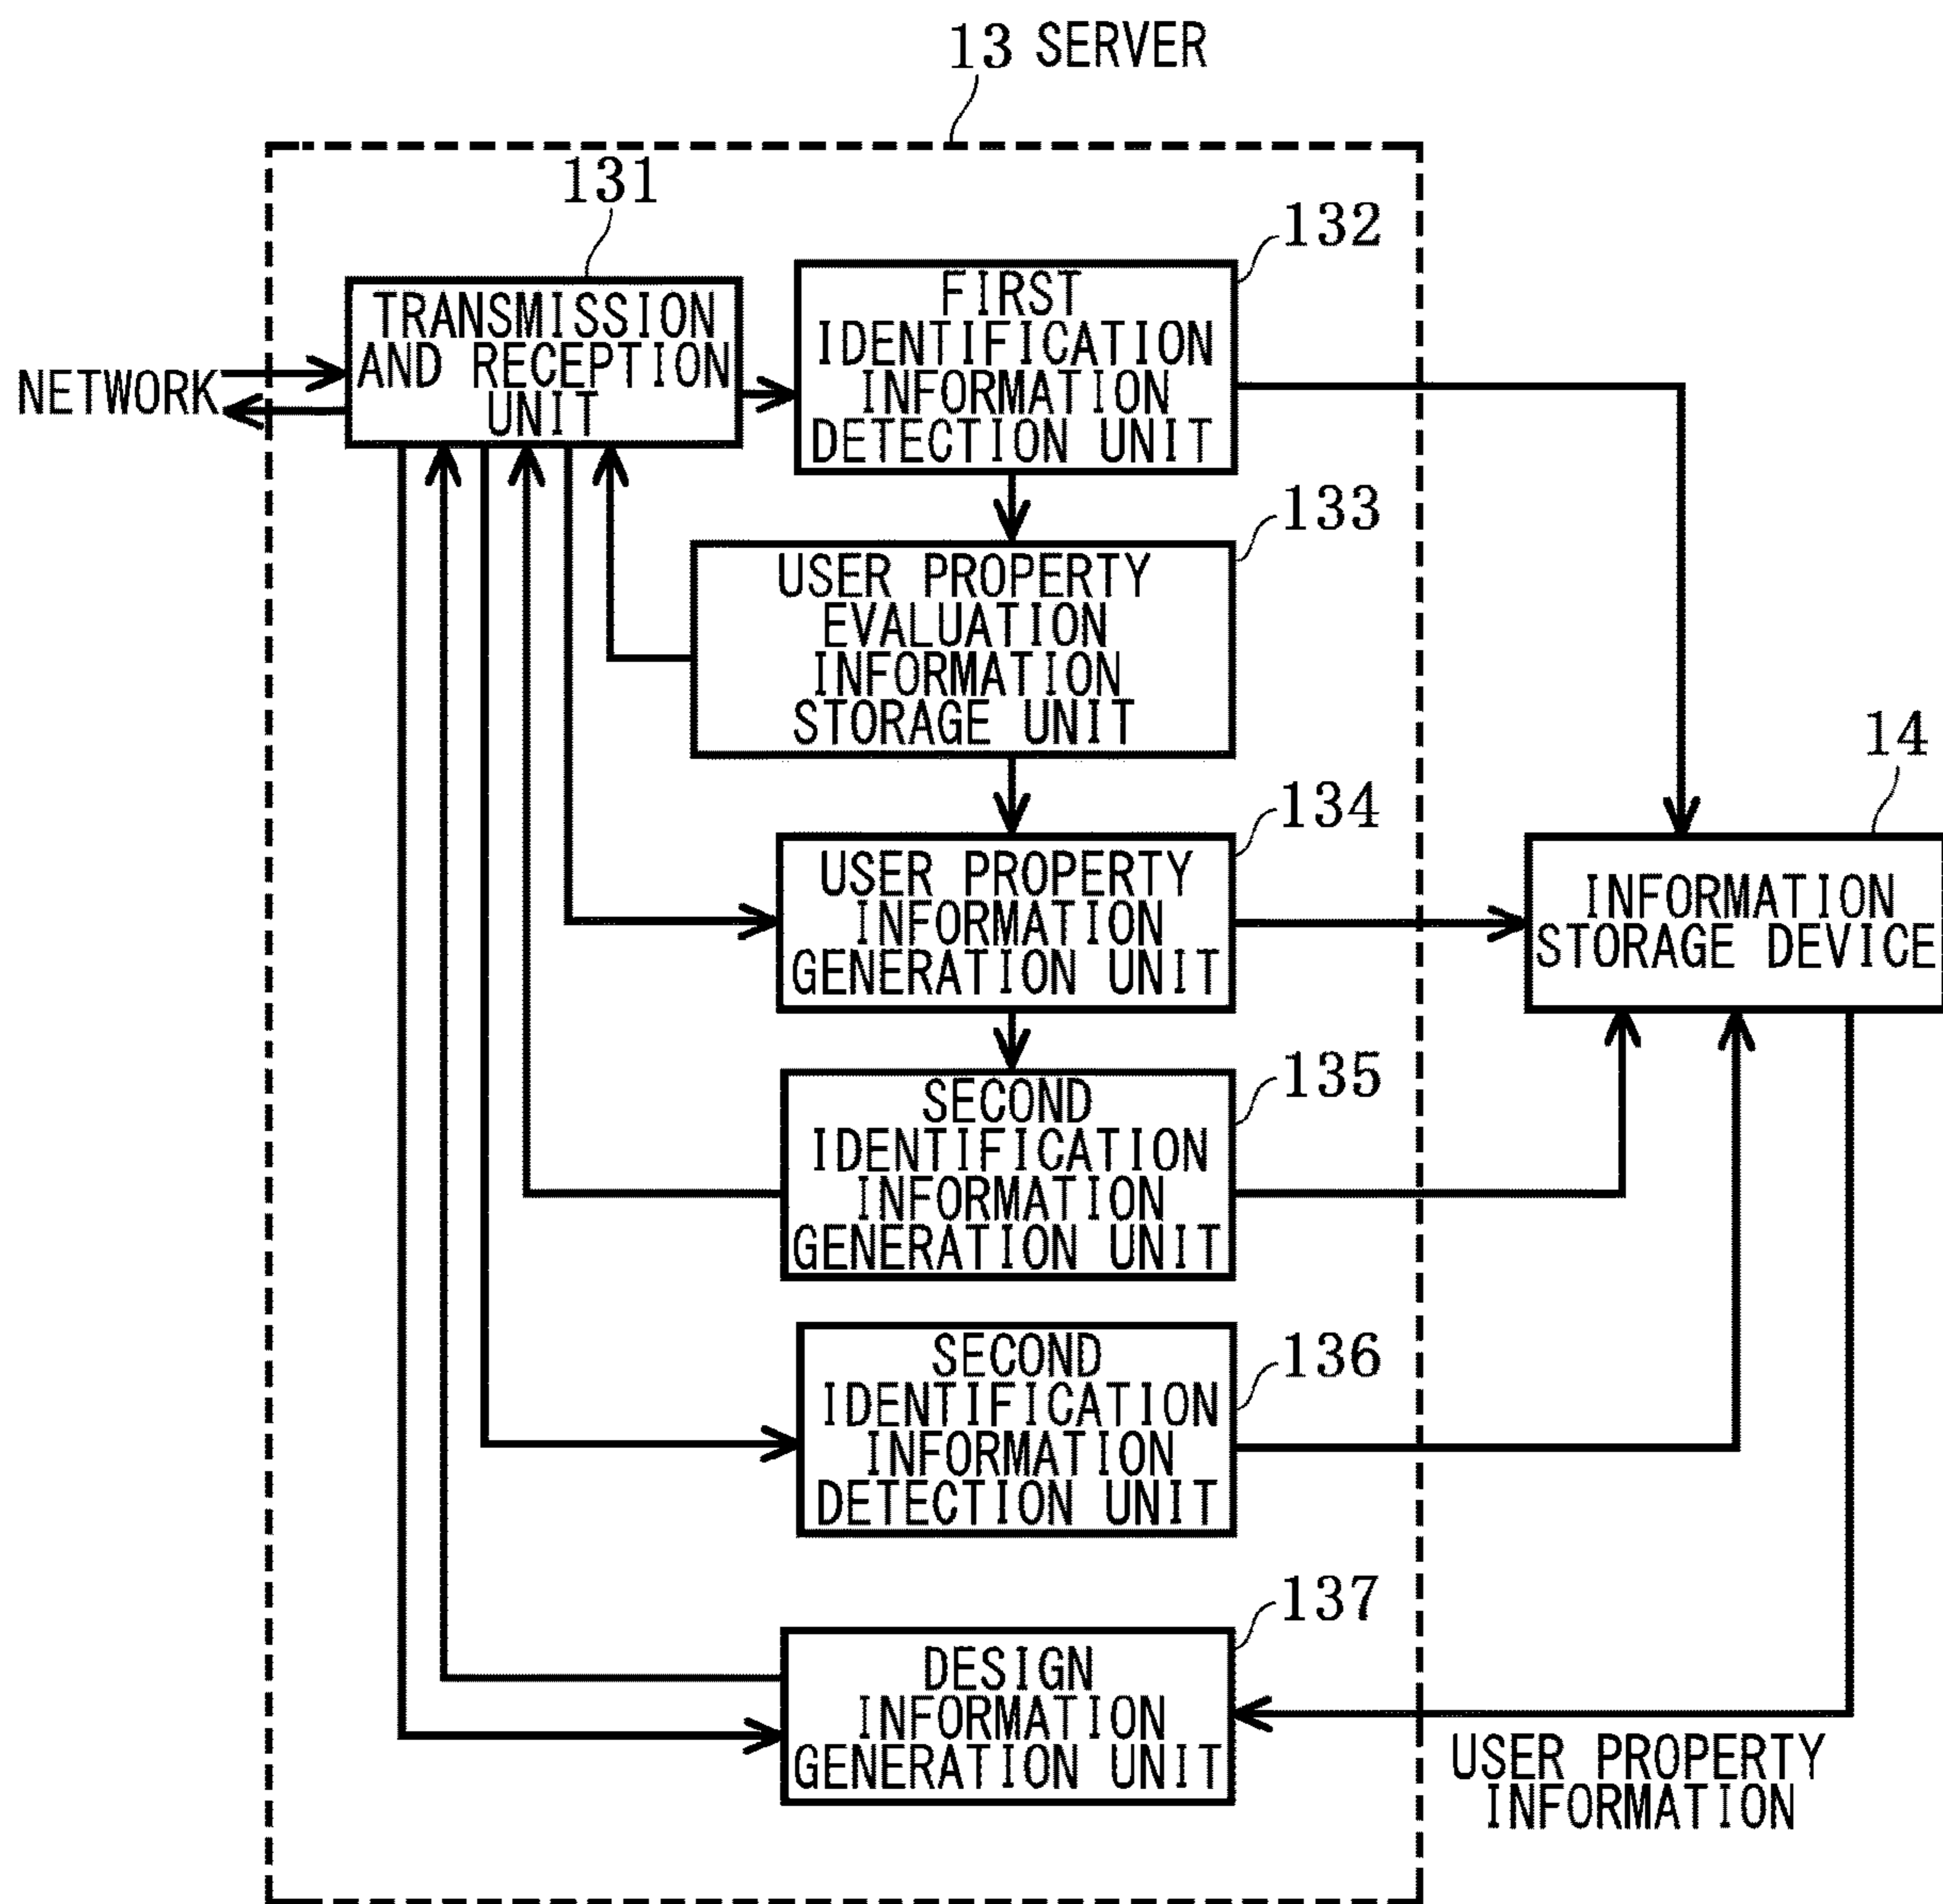 13 SERVER
131
132
TRANSMISSION
AND RECEPTION
UNIT
FIRST
IDENTIFICATION
INFORMATION
DETECTION UNIT
NETWORK
133
USER PROPERTY
EVALUATION
INFORMATION
STORAGE UNIT
14
134
USER PROPERTY
INFORMATION
GENERATION UNIT
INFORMATION
STORAGE DEVICE
135
SECOND
IDENTIFICATION
INFORMATION
GENERATION UNIT
136
SECOND
IDENTIFICATION
INFORMATION
DETECTION UNIT
137
DESIGN
INFORMATION
GENERATION UNIT
USER PROPERTY
INFORMATION